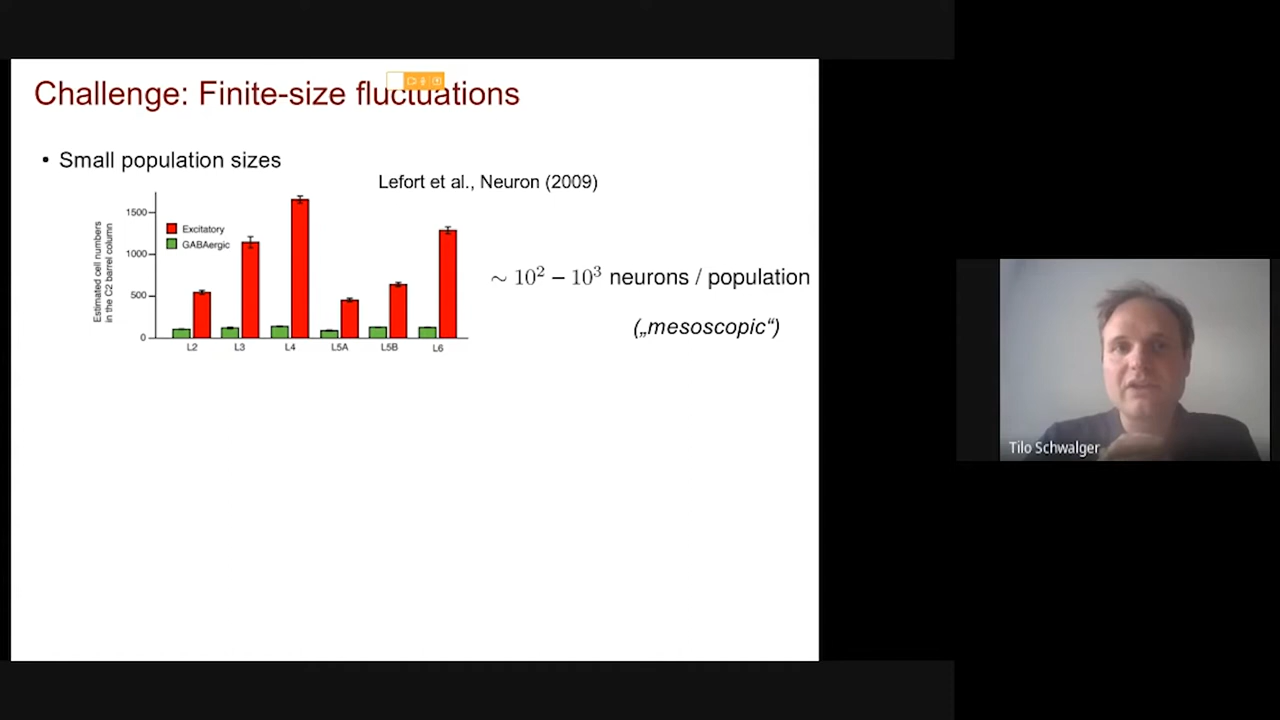 Challenge: Finite-size fluctuations
• Small population sizes
Lefort et al., Neuron (2009)
Estimated cell numbers
in the C2 barrel column
1500
1000
500
0
Excitatory
GABAergic
L2 L3 L4 L5A L5B L6
∼ 10² − 10³ neurons / population
(„mesoscopic“)
Tilo Schwalger